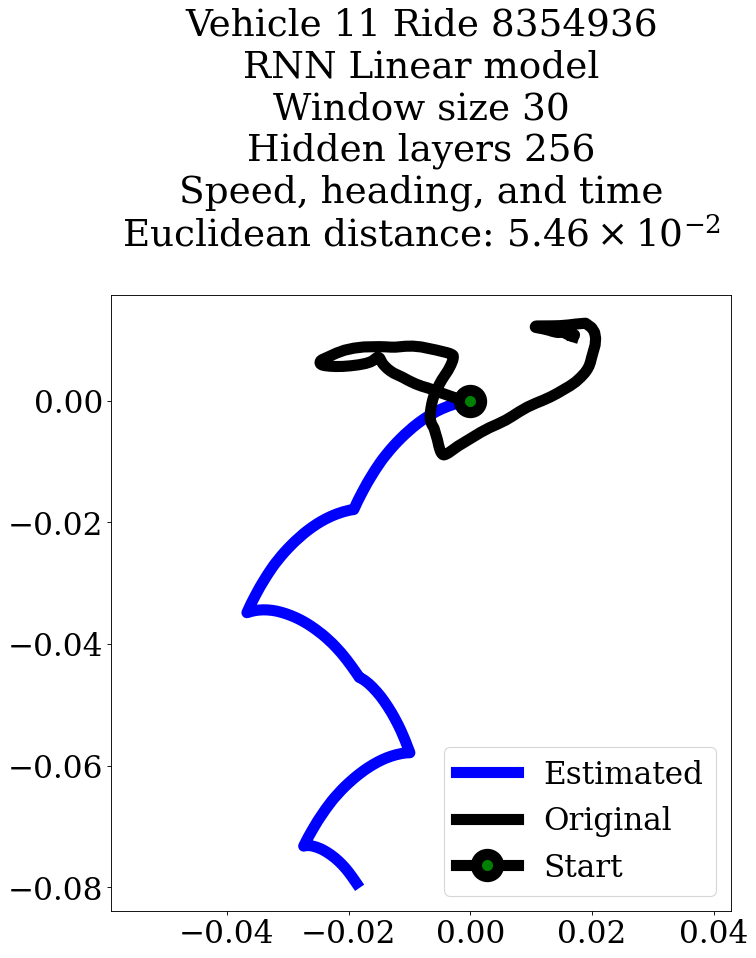 Vehicle 11 Ride 8354936
RNN Linear model
Window size 30
Hidden layers 256
Speed, heading, and time
Euclidean distance: 5.46 × 10⁻²
0.00
−0.02
−0.04
−0.06
−0.08
Estimated
Original
Start
−0.04 −0.02 0.00 0.02 0.04